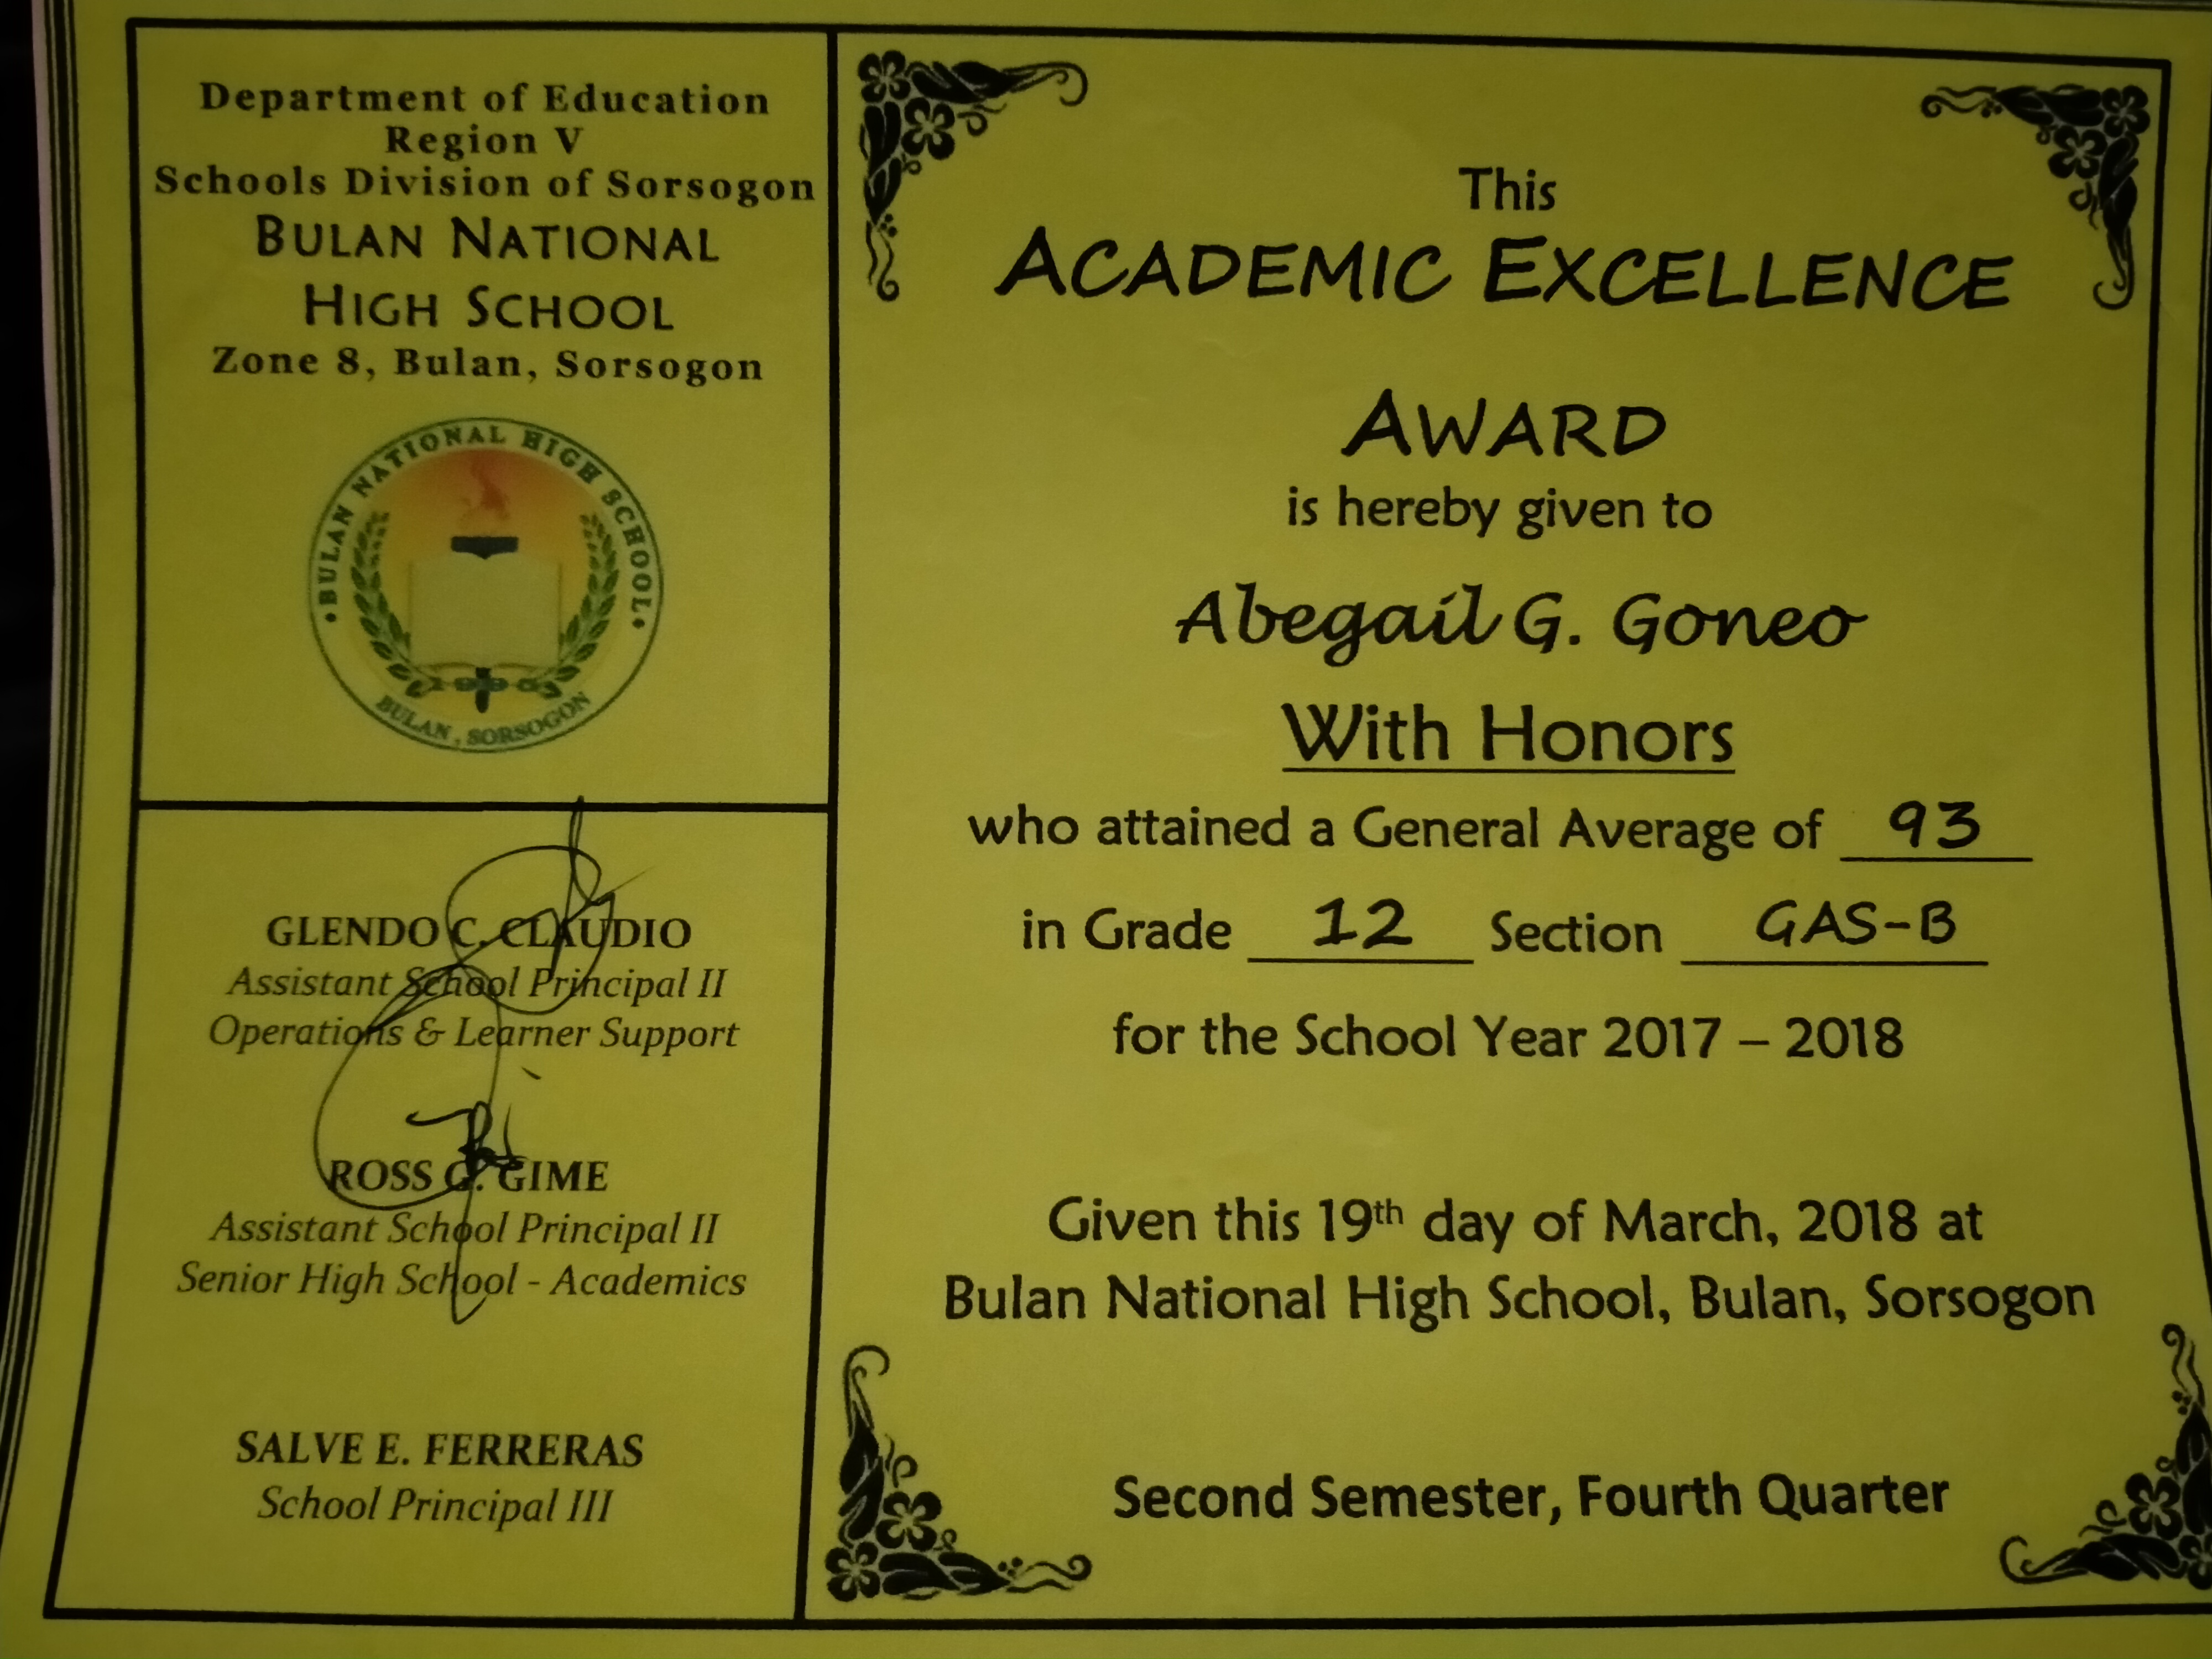 Department of Education
Region V
Schools Division of Sorsogon
BULAN NATIONAL
HIGH SCHOOL
Zone 8, Bulan, Sorsogon
BULAN NATIONAL HIGH SCHOOL
BULAN, SORSOGON
GLENDO C. CLAUDIO
Assistant School Principal II
Operations & Learner Support
ROSS G. GIME
Assistant School Principal II
Senior High School - Academics
SALVE E. FERRERAS
School Principal III
This
ACADEMIC EXCELLENCE
AWARD
is hereby given to
Abegail G. Goneo
With Honors
who attained a General Average of 93
in Grade 12 Section GAS-B
for the School Year 2017 – 2018
Given this 19th day of March, 2018 at
Bulan National High School, Bulan, Sorsogon
Second Semester, Fourth Quarter